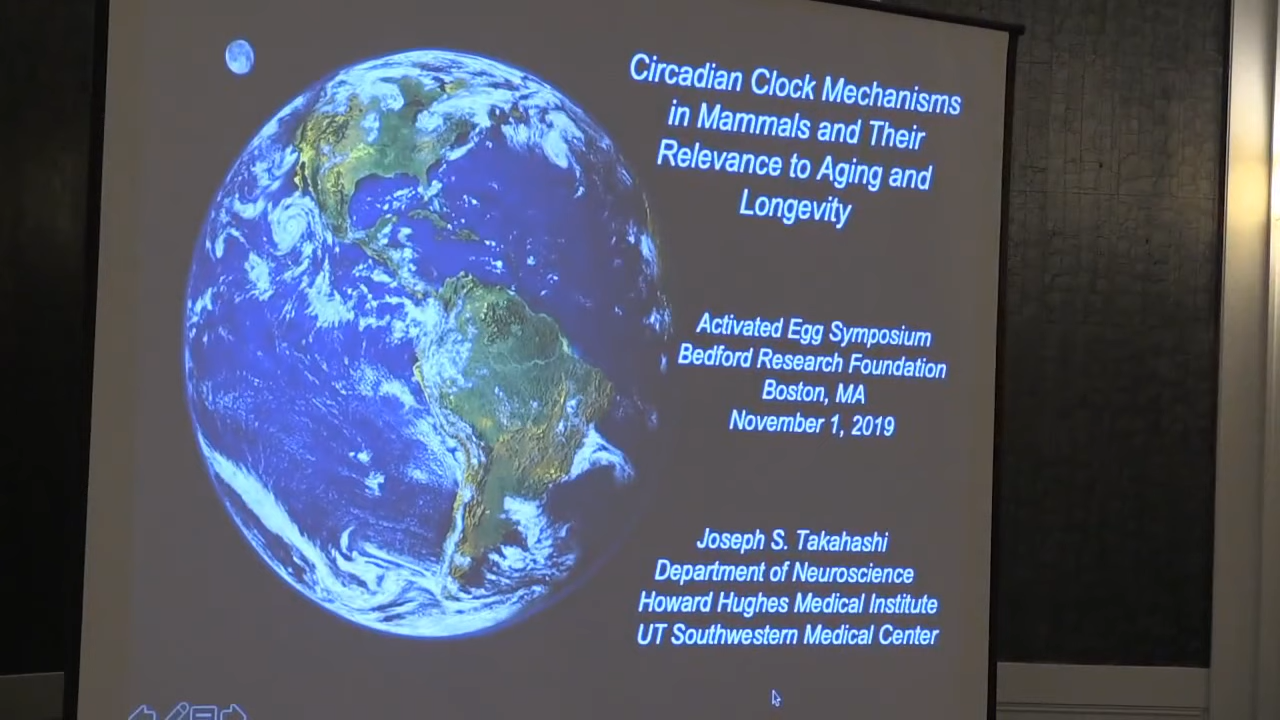 Circadian Clock Mechanisms
in Mammals and Their
Relevance to Aging and
Longevity
Activated Egg Symposium
Bedford Research Foundation
Boston, MA
November 1, 2019
Joseph S. Takahashi
Department of Neuroscience
Howard Hughes Medical Institute
UT Southwestern Medical Center